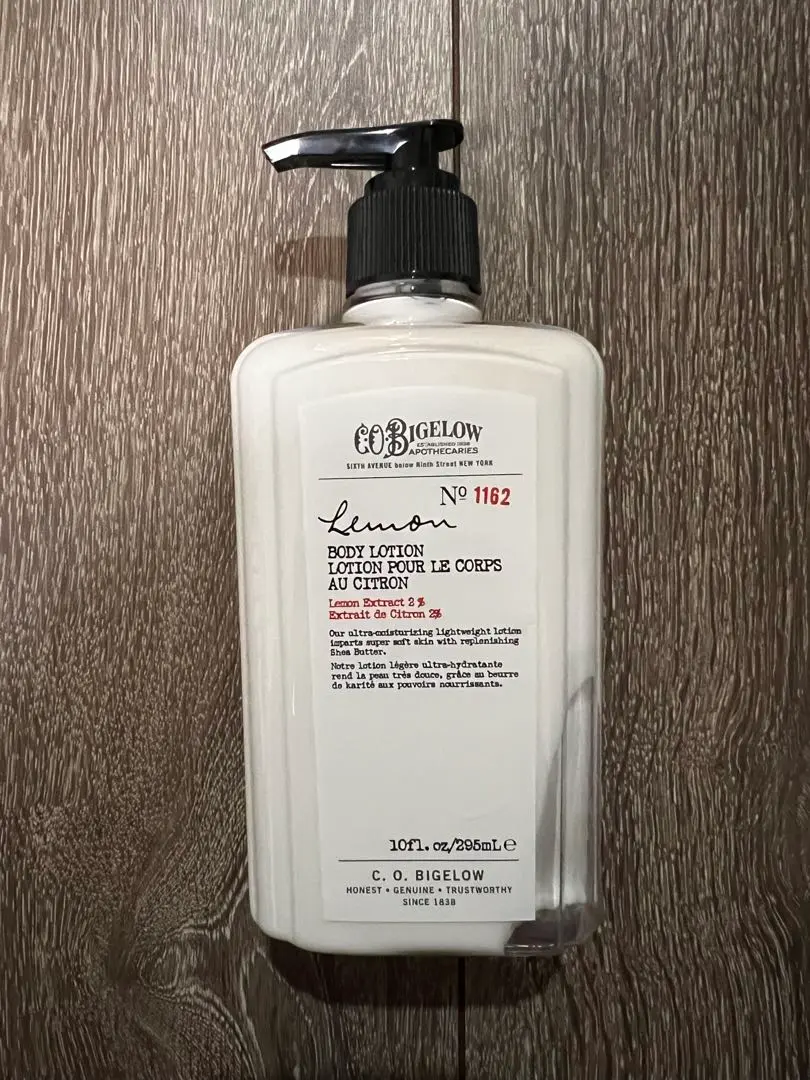 C.O. BIGELOW
ESTABLISHED 1838
APOTHECARIES
SIXTH AVENUE below Ninth Street NEW YORK
Nº 1162
Lemon
BODY LOTION
LOTION POUR LE CORPS
AU CITRON
Lemon Extract 2%
Extrait de Citron 2%
Our ultra-moisturizing lightweight lotion
imparts super soft skin with replenishing
Shea Butter.
Notre lotion légère ultra-hydratante
rend la peau très douce, grâce au beurre
de karité aux pouvoirs nourrissants.
10fl. oz/295mL ℮
C. O. BIGELOW
HONEST • GENUINE • TRUSTWORTHY
SINCE 1838